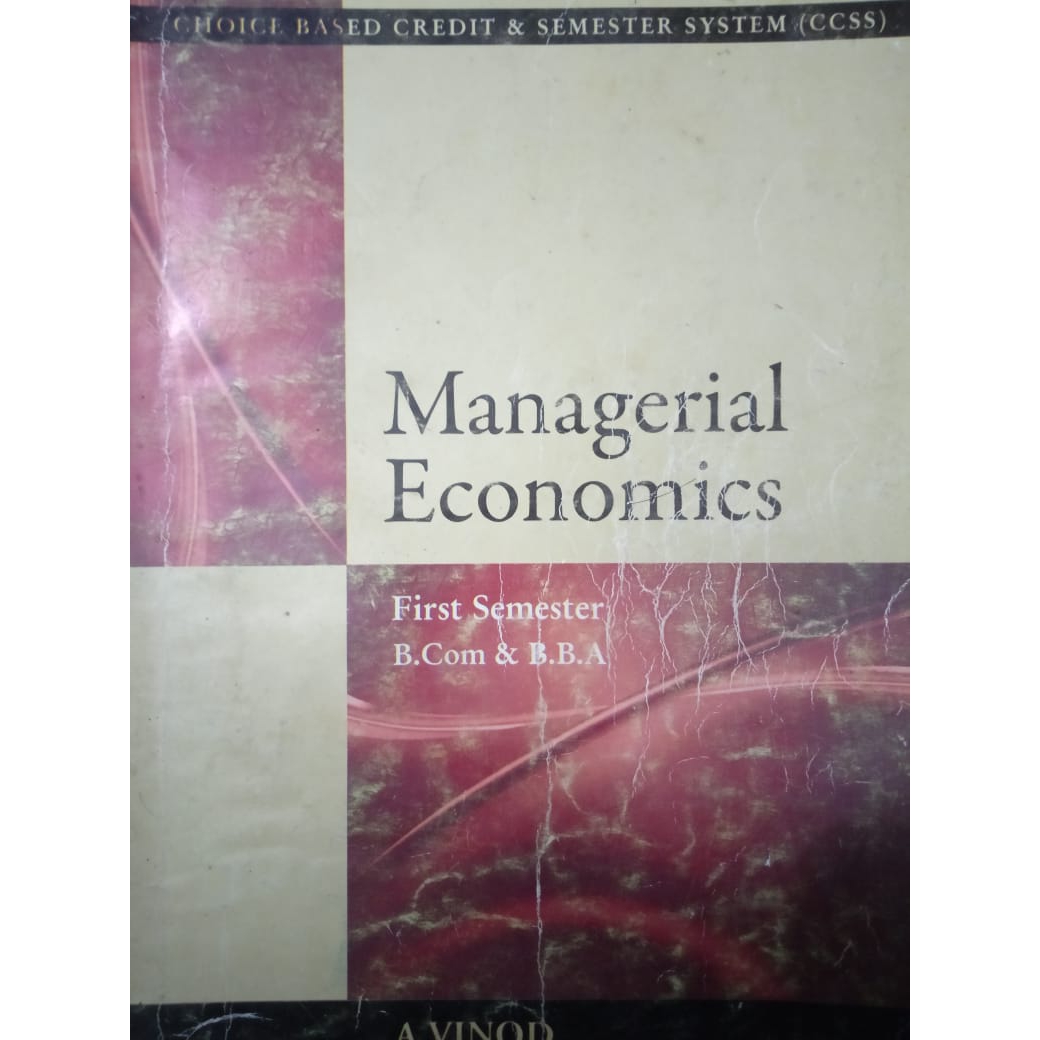 CHOICE BASED CREDIT & SEMESTER SYSTEM (CCSS)
Managerial
Economics
First Semester
B.Com & B.B.A
A VINOD